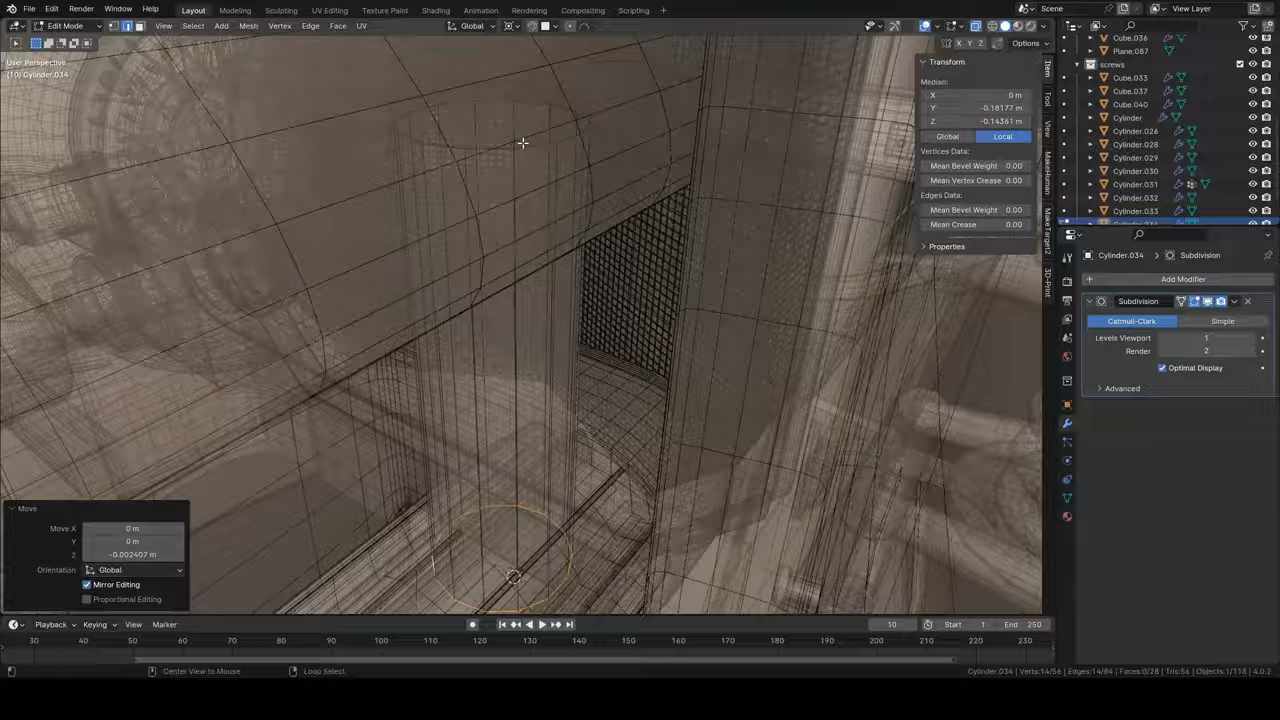 File Edit Render Window Help Layout Modeling Sculpting UV Editing Texture Paint Shading Animation Rendering Compositing Geometry Nodes Scripting + Scene View Layer
Edit Mode View Select Add Mesh Vertex Edge Face UV Global
X Y Z Options
User Perspective
(10) Cylinder.034
Transform
Median:
X 0 m
Y -0.18177 m
Z -0.14361 m
Global Local
Vertices Data:
Mean Bevel Weight 0.00
Mean Vertex Crease 0.00
Edges Data:
Mean Bevel Weight 0.00
Mean Crease 0.00
Properties
Item
Tool
View
MakeHuman
MakeTarget2
3D-Print
Cube.036
Plane.087
screws
Cube.033
Cube.037
Cube.040
Cylinder
Cylinder.026
Cylinder.028
Cylinder.029
Cylinder.030
Cylinder.031
Cylinder.032
Cylinder.033
Cylinder.034 > Subdivision
Add Modifier
Subdivision
Catmull-Clark Simple
Levels Viewport 1
Render 2
Optimal Display
Advanced
Move
Move X 0 m
Y 0 m
Z -0.002407 m
Orientation Global
Mirror Editing
Proportional Editing
Playback Keying View Marker 10 Start 1 End 250
30 40 50 60 70 80 90 100 110 120 130 140 150 160 170 180 190 200 210 220 230
Center View to Mouse Loop Select Cylinder.034 | Verts:14/56 | Edges:14/84 | Faces:0/28 | Tris:56 | Objects:1/118 | 4.0.2